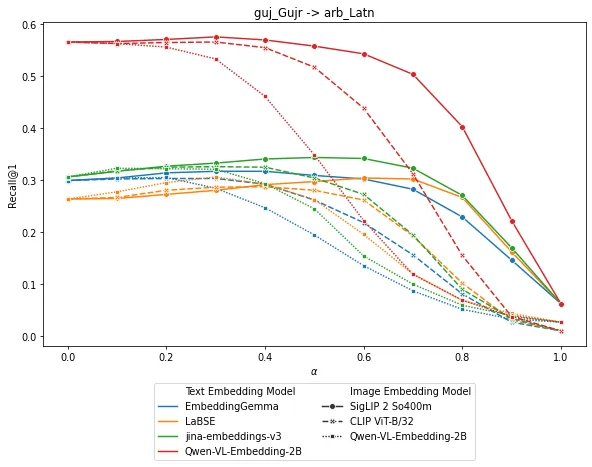 guj_Gujr -> arb_Latn
Recall@1
0.6
0.5
0.4
0.3
0.2
0.1
0.0
0.0 0.2 0.4 0.6 0.8 1.0
α
Text Embedding Model Image Embedding Model
EmbeddingGemma SigLIP 2 So400m
LaBSE CLIP ViT-B/32
jina-embeddings-v3 Qwen-VL-Embedding-2B
Qwen-VL-Embedding-2B